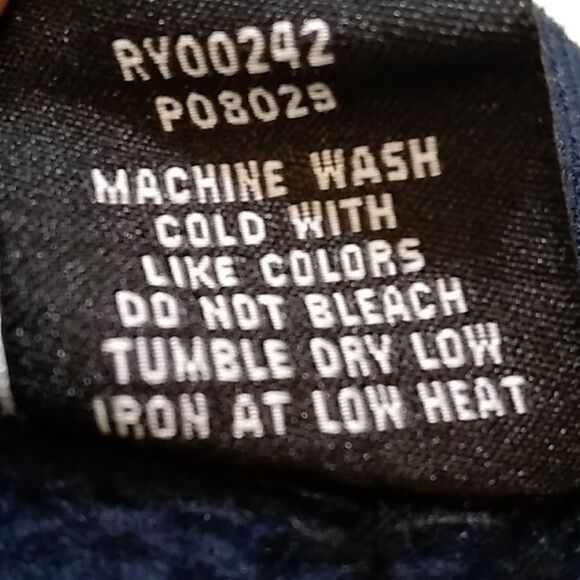 RY00242
P08029
MACHINE WASH
COLD WITH
LIKE COLORS
DO NOT BLEACH
TUMBLE DRY LOW
IRON AT LOW HEAT